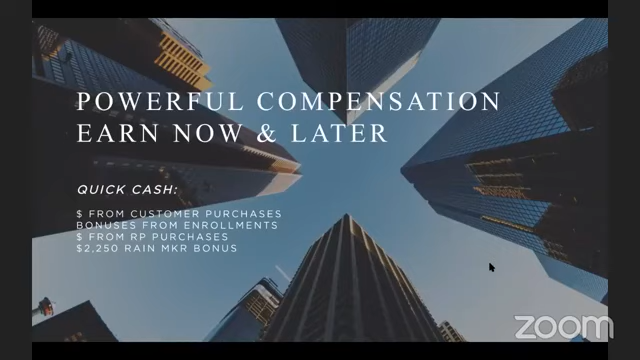 POWERFUL COMPENSATION
EARN NOW & LATER
QUICK CASH:
$ FROM CUSTOMER PURCHASES
BONUSES FROM ENROLLMENTS
$ FROM RP PURCHASES
$2,250 RAIN MKR BONUS
zoom